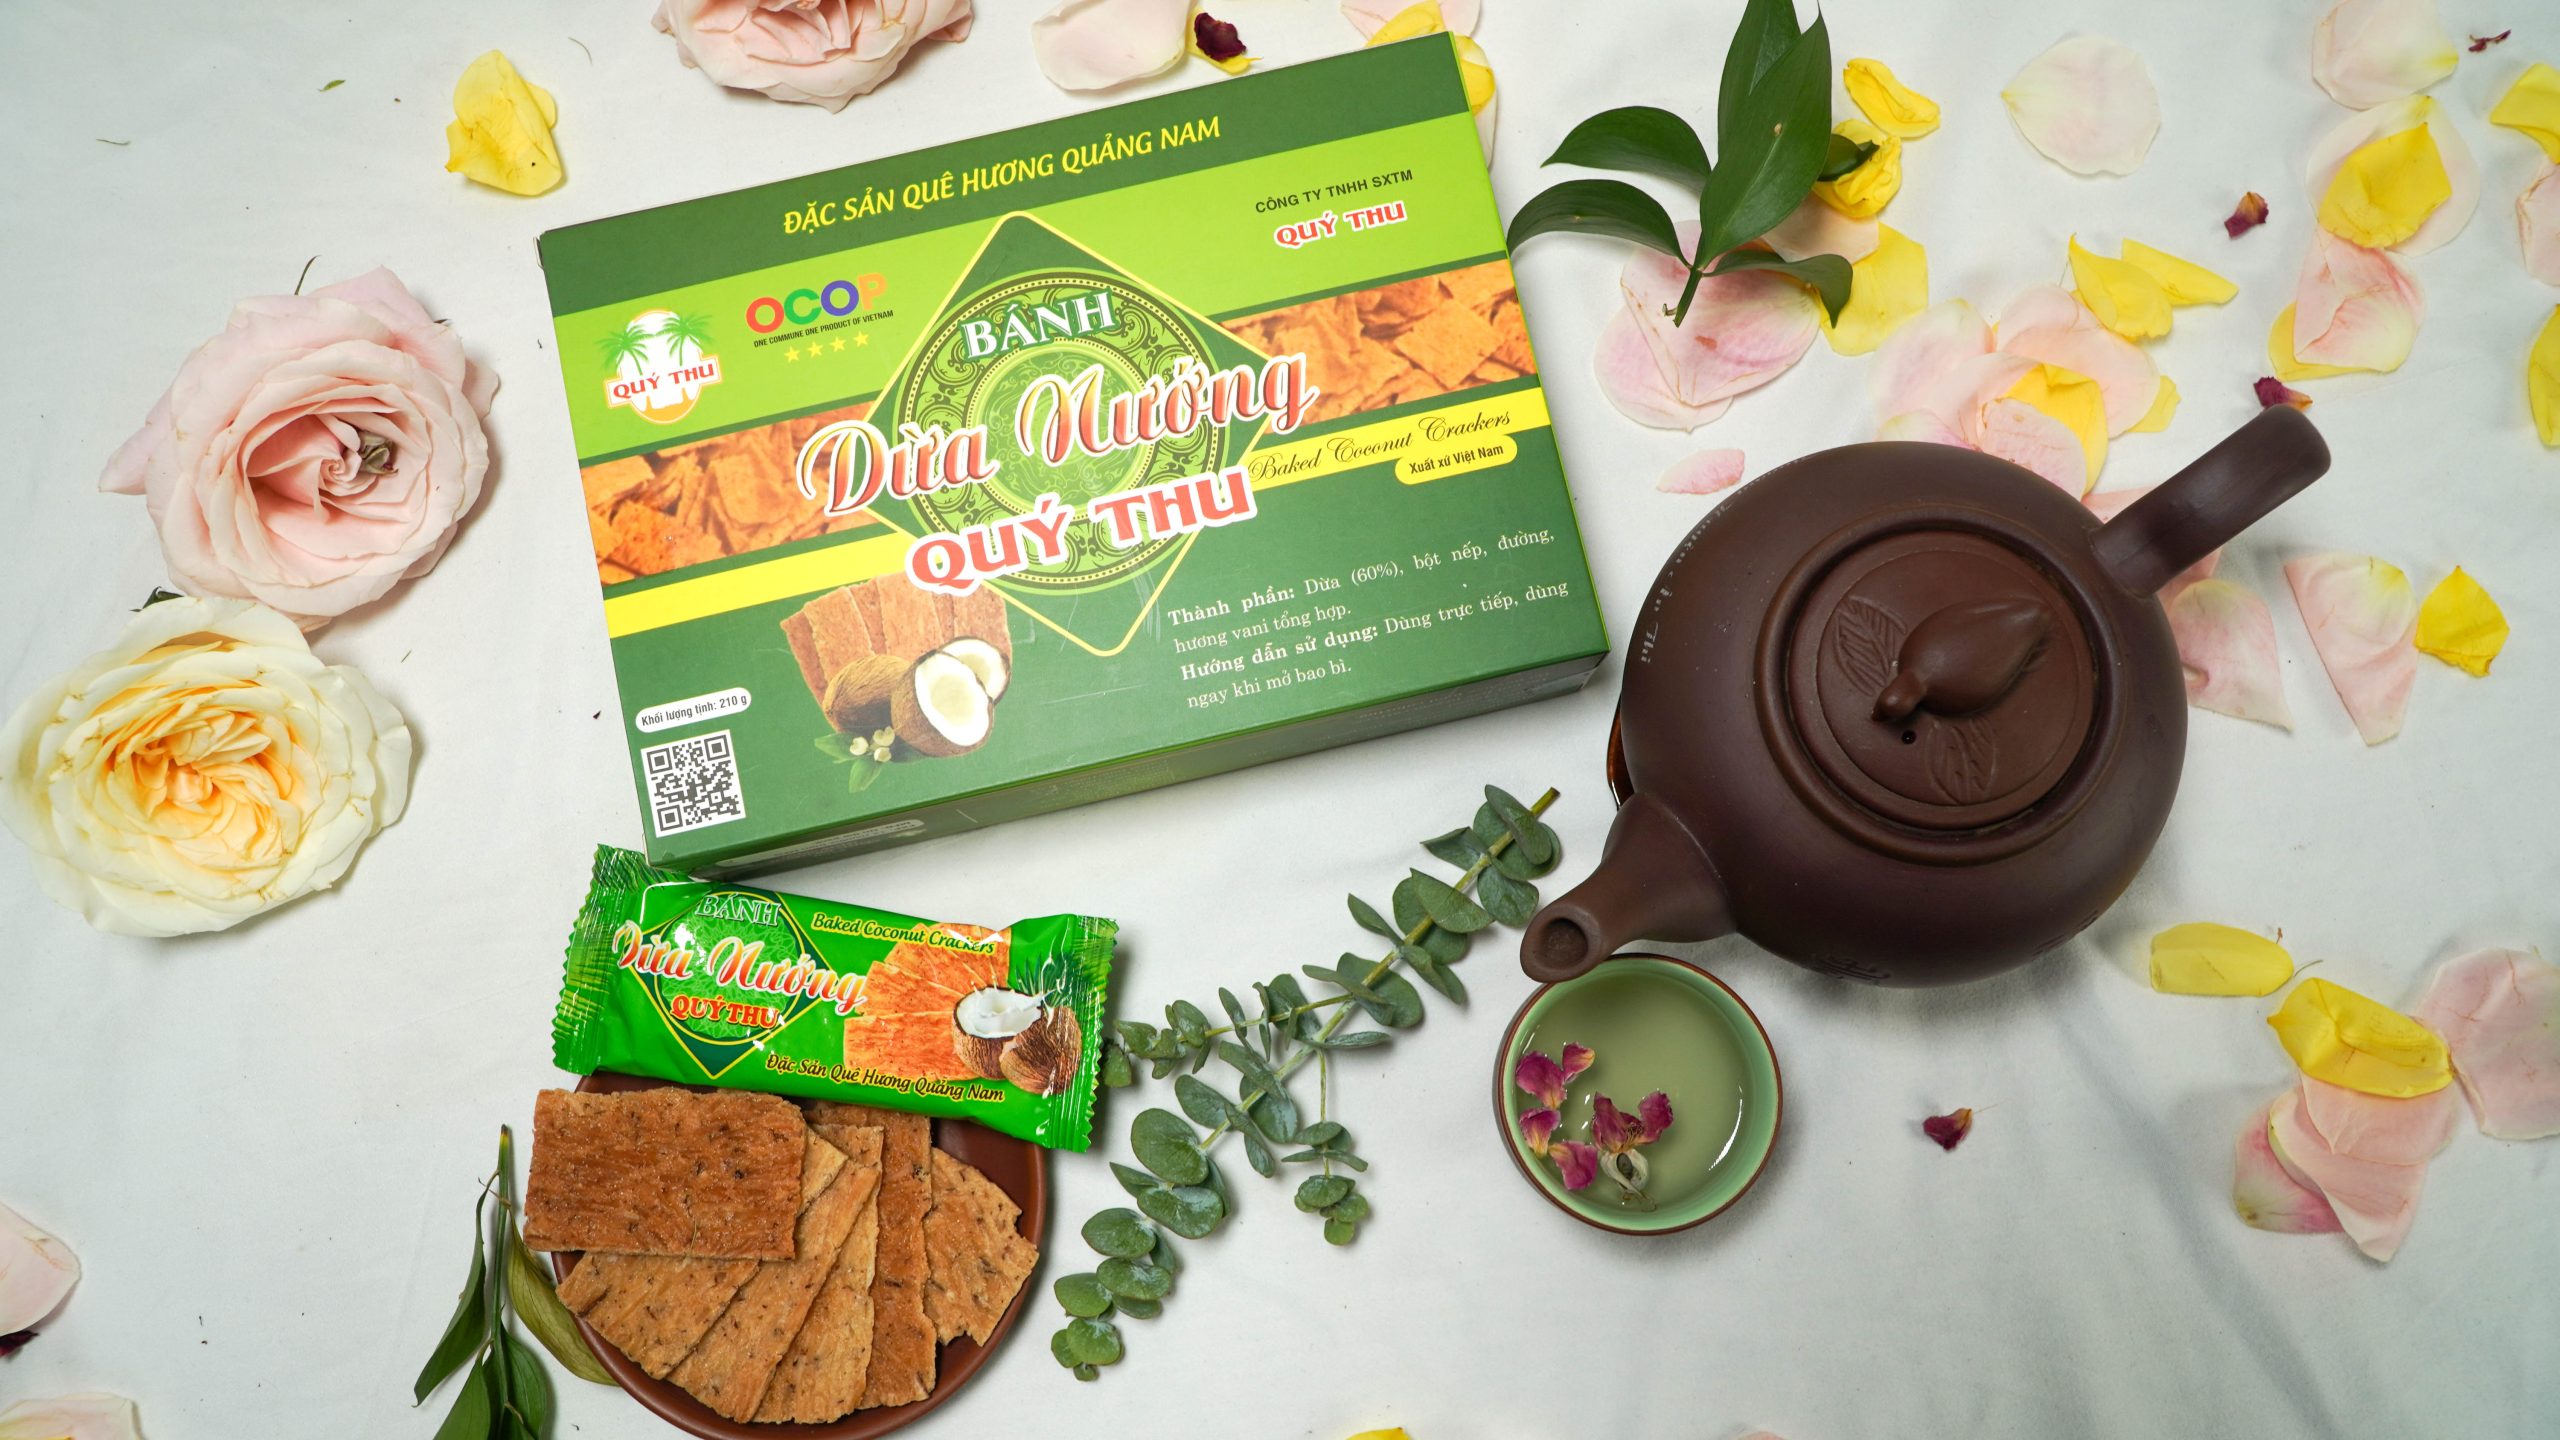 ĐẶC SẢN QUÊ HƯƠNG QUẢNG NAM
CÔNG TY TNHH SXTM
QUÝ THU
QUÝ THU
OCOP
ONE COMMUNE ONE PRODUCT OF VIETNAM
BÁNH
Dừa Nướng
QUÝ THU
Baked Coconut Crackers
Xuất xứ Việt Nam
Thành phần: Dừa (60%), bột nếp, đường,
hương vani tổng hợp.
Hướng dẫn sử dụng: Dùng trực tiếp, dùng
ngay khi mở bao bì.
Khối lượng tịnh: 210 g
BÁNH
Dừa Nướng
QUÝ THU
Baked Coconut Crackers
Đặc Sản Quê Hương Quảng Nam